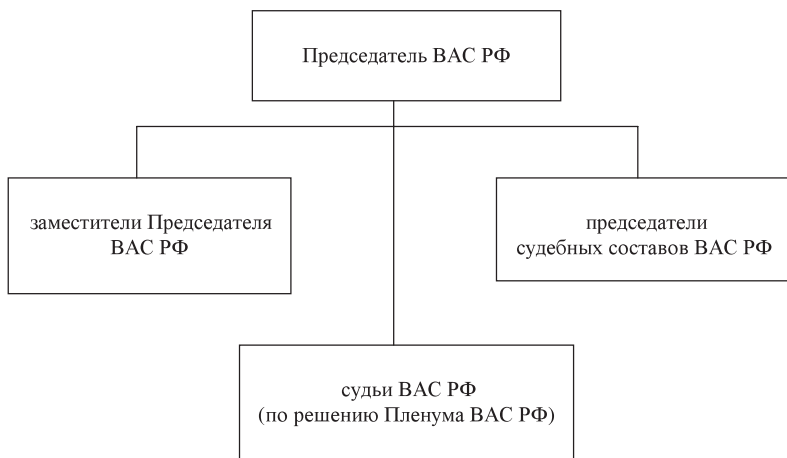 Председатель ВАС РФ
заместители Председателя
ВАС РФ
председатели
судебных составов ВАС РФ
судьи ВАС РФ
(по решению Пленума ВАС РФ)